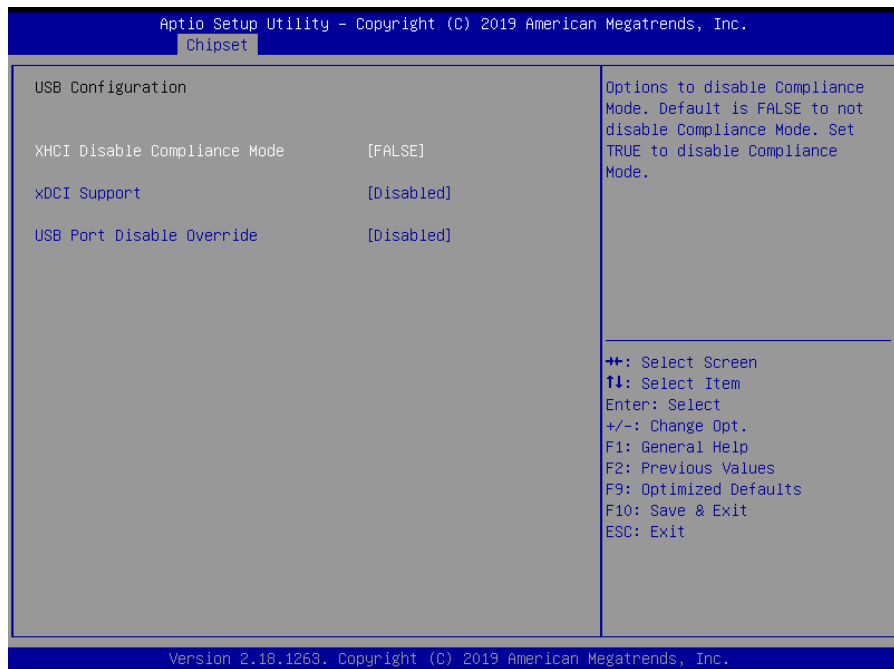 Aptio Setup Utility – Copyright (C) 2019 American Megatrends, Inc.
Chipset
USB Configuration
XHCI Disable Compliance Mode [FALSE]
xDCI Support [Disabled]
USB Port Disable Override [Disabled]
Options to disable Compliance
Mode. Default is FALSE to not
disable Compliance Mode. Set
TRUE to disable Compliance
Mode.
→←: Select Screen
↑↓: Select Item
Enter: Select
+/-: Change Opt.
F1: General Help
F2: Previous Values
F9: Optimized Defaults
F10: Save & Exit
ESC: Exit
Version 2.18.1263. Copyright (C) 2019 American Megatrends, Inc.